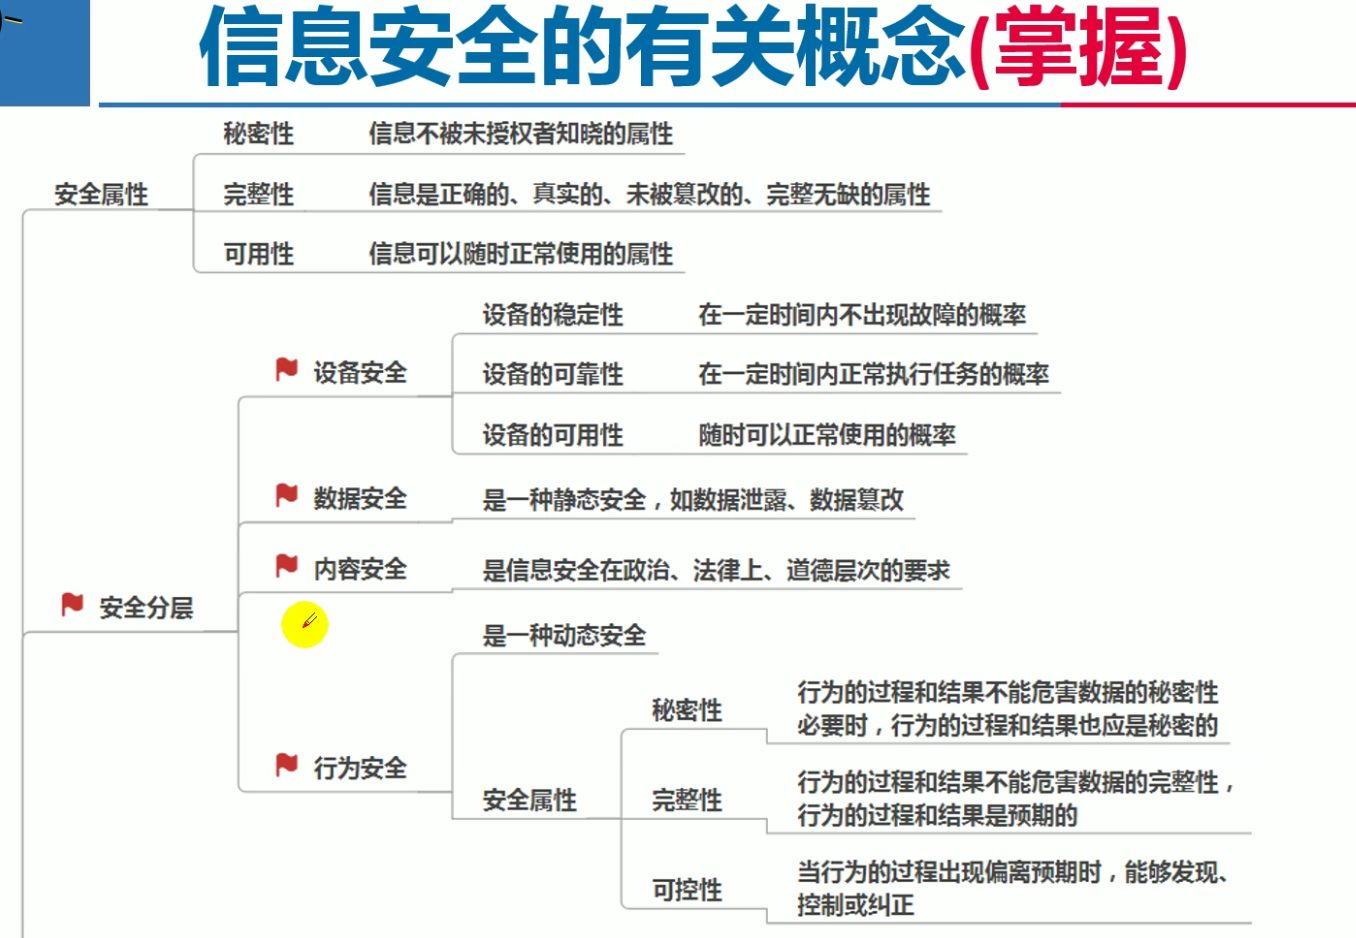 信息安全的有关概念(掌握)
秘密性 信息不被未授权者知晓的属性
安全属性 完整性 信息是正确的、真实的、未被篡改的、完整无缺的属性
可用性 信息可以随时正常使用的属性
设备的稳定性 在一定时间内不出现故障的概率
设备安全 设备的可靠性 在一定时间内正常执行任务的概率
设备的可用性 随时可以正常使用的概率
数据安全 是一种静态安全，如数据泄露、数据篡改
内容安全 是信息安全在政治、法律上、道德层次的要求
安全分层
是一种动态安全
行为安全
安全属性
秘密性
行为的过程和结果不能危害数据的秘密性
必要时，行为的过程和结果也应是秘密的
完整性
行为的过程和结果不能危害数据的完整性，
行为的过程和结果是预期的
可控性
当行为的过程出现偏离预期时，能够发现、
控制或纠正